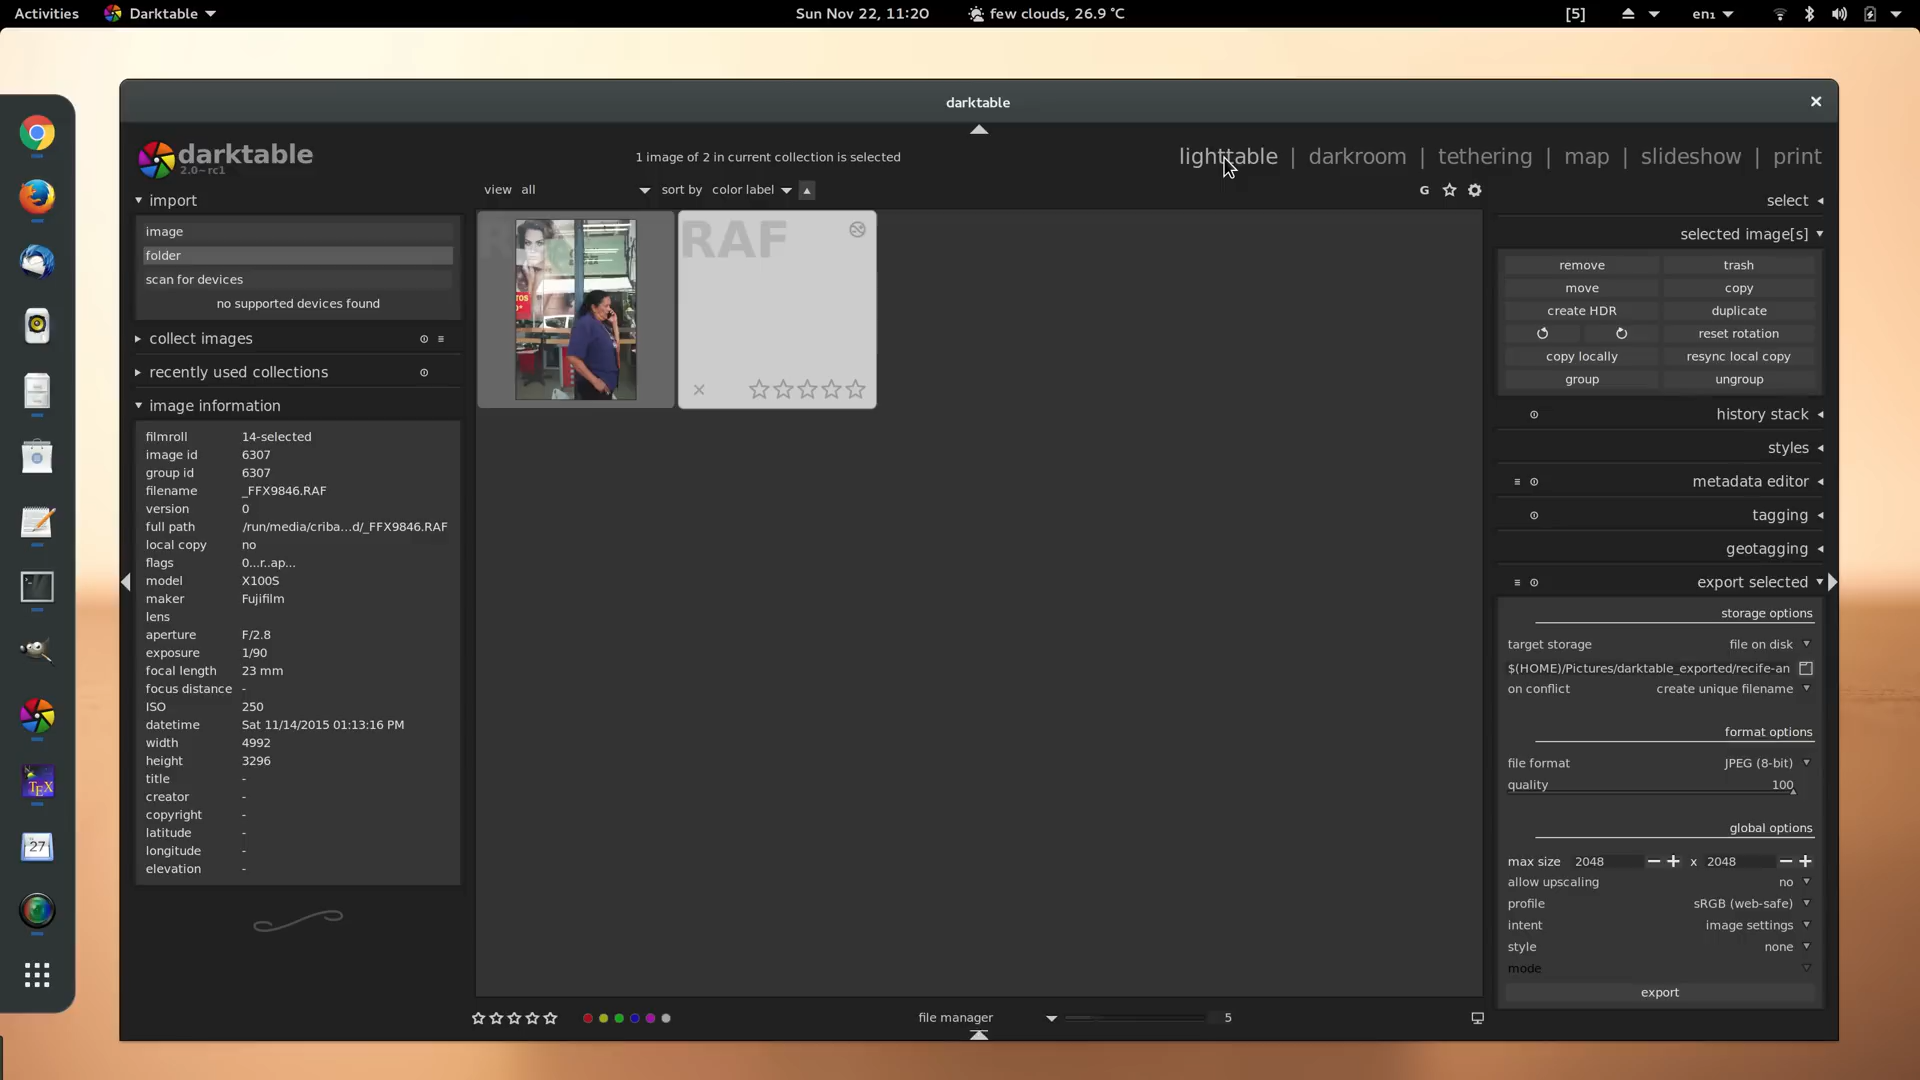 Activities Darktable Sun Nov 22, 11:20 few clouds, 26.9 °C [5] en₁
darktable
darktable
2.0~rc1
1 image of 2 in current collection is selected
lighttable | darkroom | tethering | map | slideshow | print
view all sort by color label
G
import
image
folder
scan for devices
no supported devices found
collect images
recently used collections
image information
filmroll 14-selected
image id 6307
group id 6307
filename _FFX9846.RAF
version 0
full path /run/media/criba...d/_FFX9846.RAF
local copy no
flags 0...r..ap...
model X100S
maker Fujifilm
lens
aperture F/2.8
exposure 1/90
focal length 23 mm
focus distance -
ISO 250
datetime Sat 11/14/2015 01:13:16 PM
width 4992
height 3296
title -
creator -
copyright -
latitude -
longitude -
elevation -
RAF
select
selected image[s]
remove trash
move copy
create HDR duplicate
reset rotation
copy locally resync local copy
group ungroup
history stack
styles
metadata editor
tagging
geotagging
export selected
storage options
target storage file on disk
$(HOME)/Pictures/darktable_exported/recife-an
on conflict create unique filename
format options
file format JPEG (8-bit)
quality 100
global options
max size 2048 x 2048
allow upscaling no
profile sRGB (web-safe)
intent image settings
style none
mode
export
file manager 5
TEX
27